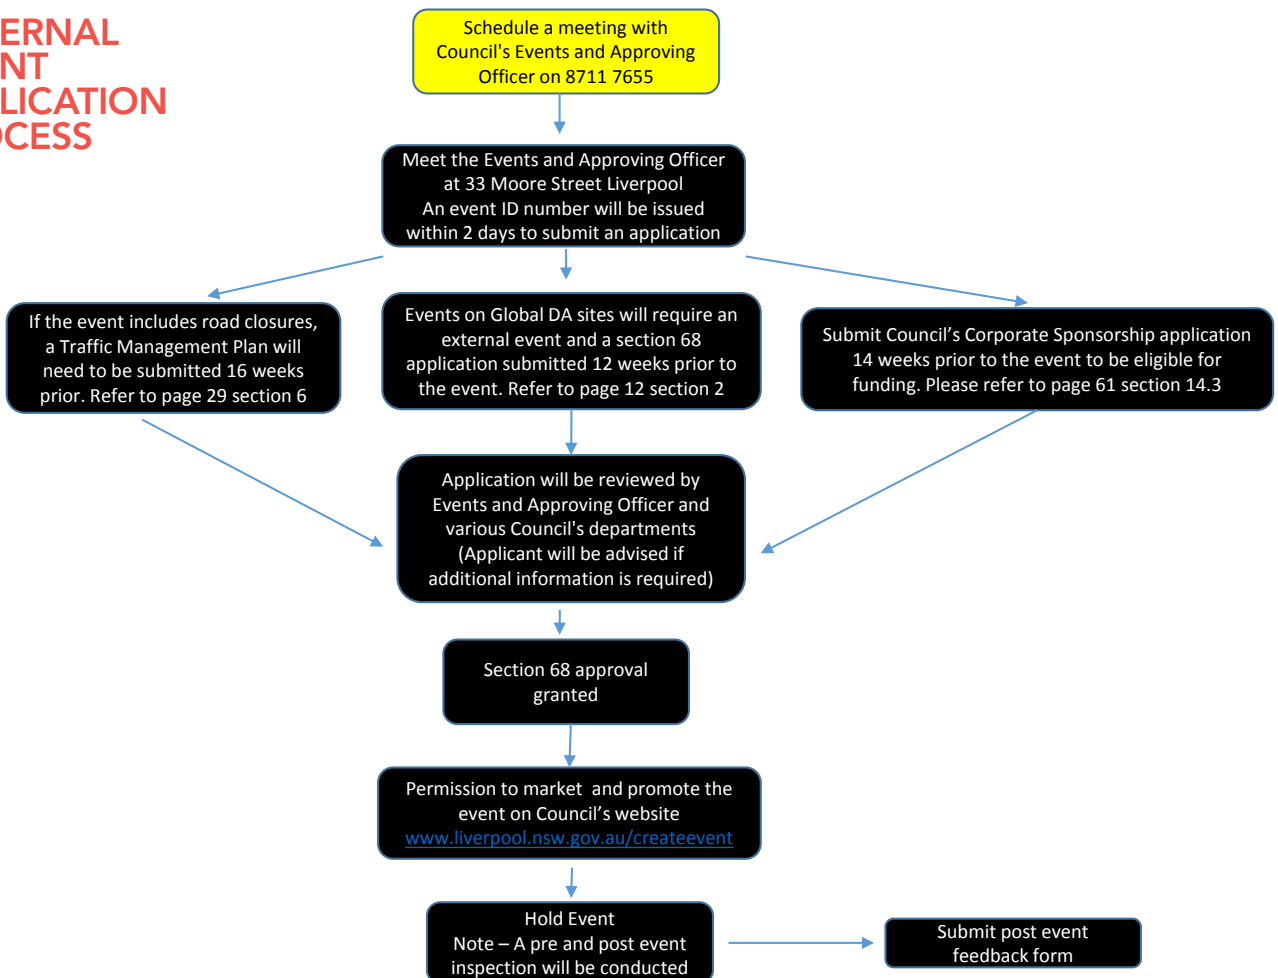 ERNAL
NT
LICATION
OCESS
Schedule a meeting with
Council's Events and Approving
Officer on 8711 7655
Meet the Events and Approving Officer
at 33 Moore Street Liverpool
An event ID number will be issued
within 2 days to submit an application
If the event includes road closures,
a Traffic Management Plan will
need to be submitted 16 weeks
prior. Refer to page 29 section 6
Events on Global DA sites will require an
external event and a section 68
application submitted 12 weeks prior to
the event. Refer to page 12 section 2
Submit Council’s Corporate Sponsorship application
14 weeks prior to the event to be eligible for
funding. Please refer to page 61 section 14.3
Application will be reviewed by
Events and Approving Officer and
various Council's departments
(Applicant will be advised if
additional information is required)
Section 68 approval
granted
Permission to market and promote the
event on Council’s website
www.liverpool.nsw.gov.au/createevent
Hold Event
Note – A pre and post event
inspection will be conducted
Submit post event
feedback form